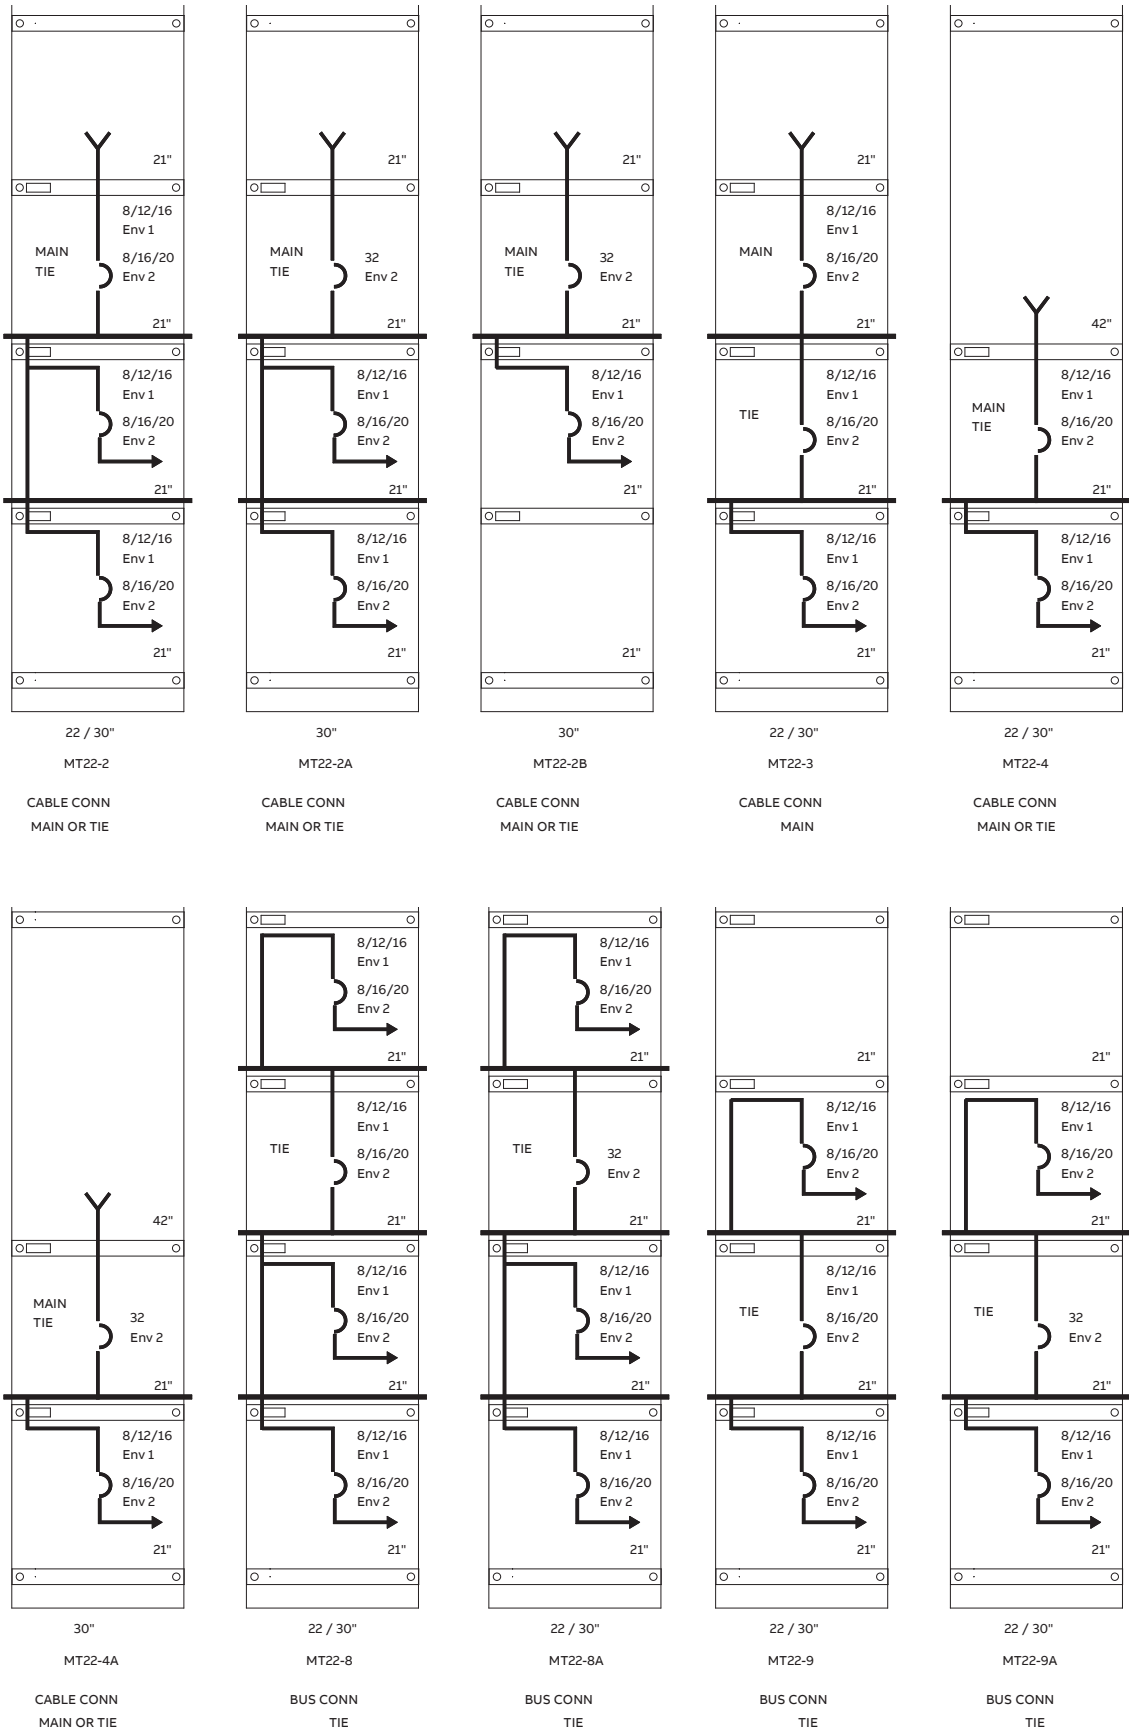 21"
8/12/16
Env 1
MAIN
TIE
8/16/20
Env 2
21"
8/12/16
Env 1
8/16/20
Env 2
21"
8/12/16
Env 1
8/16/20
Env 2
21"
22 / 30"
MT22-2
CABLE CONN
MAIN OR TIE
21"
MAIN
TIE
32
Env 2
21"
8/12/16
Env 1
8/16/20
Env 2
21"
8/12/16
Env 1
8/16/20
Env 2
21"
30"
MT22-2A
CABLE CONN
MAIN OR TIE
21"
MAIN
TIE
32
Env 2
21"
8/12/16
Env 1
8/16/20
Env 2
21"
21"
30"
MT22-2B
CABLE CONN
MAIN OR TIE
21"
8/12/16
Env 1
MAIN
8/16/20
Env 2
21"
8/12/16
Env 1
TIE
8/16/20
Env 2
21"
8/12/16
Env 1
8/16/20
Env 2
21"
22 / 30"
MT22-3
CABLE CONN
MAIN
42"
8/12/16
Env 1
MAIN
TIE
8/16/20
Env 2
21"
8/12/16
Env 1
8/16/20
Env 2
21"
22 / 30"
MT22-4
CABLE CONN
MAIN OR TIE
42"
MAIN
TIE
32
Env 2
21"
8/12/16
Env 1
8/16/20
Env 2
21"
30"
MT22-4A
CABLE CONN
MAIN OR TIE
8/12/16
Env 1
8/16/20
Env 2
21"
8/12/16
Env 1
TIE
8/16/20
Env 2
21"
8/12/16
Env 1
8/16/20
Env 2
21"
8/12/16
Env 1
8/16/20
Env 2
21"
22 / 30"
MT22-8
BUS CONN
TIE
8/12/16
Env 1
8/16/20
Env 2
21"
TIE
32
Env 2
21"
8/12/16
Env 1
8/16/20
Env 2
21"
8/12/16
Env 1
8/16/20
Env 2
21"
22 / 30"
MT22-8A
BUS CONN
TIE
21"
8/12/16
Env 1
8/16/20
Env 2
21"
8/12/16
Env 1
TIE
8/16/20
Env 2
21"
8/12/16
Env 1
8/16/20
Env 2
21"
22 / 30"
MT22-9
BUS CONN
TIE
21"
8/12/16
Env 1
8/16/20
Env 2
21"
TIE
32
Env 2
21"
8/12/16
Env 1
8/16/20
Env 2
21"
22 / 30"
MT22-9A
BUS CONN
TIE